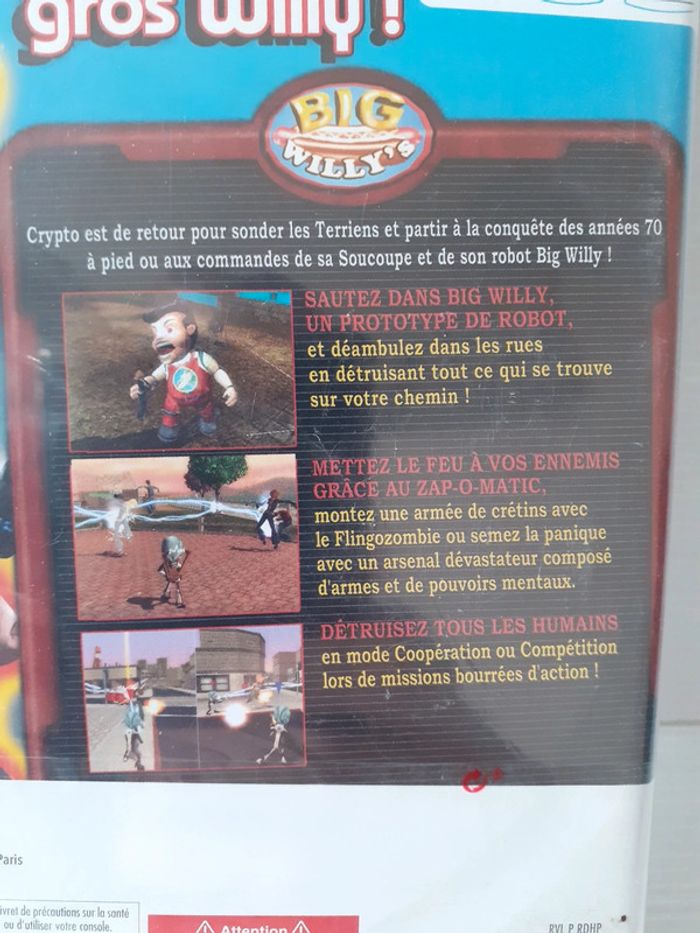 gros willy !
BIG
WILLY'S
Crypto est de retour pour sonder les Terriens et partir à la conquête des années 70
à pied ou aux commandes de sa Soucoupe et de son robot Big Willy !
SAUTEZ DANS BIG WILLY,
UN PROTOTYPE DE ROBOT,
et déambulez dans les rues
en détruisant tout ce qui se trouve
sur votre chemin !
METTEZ LE FEU À VOS ENNEMIS
GRÂCE AU ZAP-O-MATIC,
montez une armée de crétins avec
le Flingozombie ou semez la panique
avec un arsenal dévastateur composé
d'armes et de pouvoirs mentaux.
DÉTRUISEZ TOUS LES HUMAINS
en mode Coopération ou Compétition
lors de missions bourrées d'action !
Paris
ivret de précautions sur la santé
ou d'utiliser votre console.
Attention
RVL P RDHP